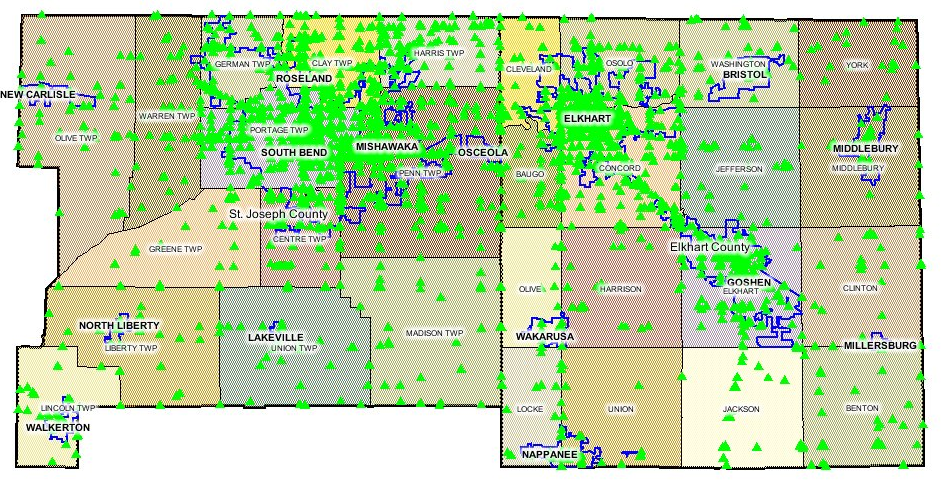 GERMAN TWP
CLAY TWP
HARRIS TWP
ROSELAND
CLEVELAND
OSOLO
WASHINGTON
BRISTOL
YORK
NEW CARLISLE
OLIVE TWP
WARREN TWP
PORTAGE TWP
SOUTH BEND
MISHAWAKA
OSCEOLA
PENN TWP
ELKHART
BAUGO
CONCORD
JEFFERSON
MIDDLEBURY
MIDDLEBURY
St. Joseph County
CENTRE TWP
GREENE TWP
Elkhart County
OLIVE
HARRISON
GOSHEN
ELKHART
CLINTON
NORTH LIBERTY
LIBERTY TWP
LAKEVILLE
UNION TWP
MADISON TWP
WAKARUSA
MILLERSBURG
LINCOLN TWP
WALKERTON
LOCKE
UNION
JACKSON
BENTON
NAPPANEE